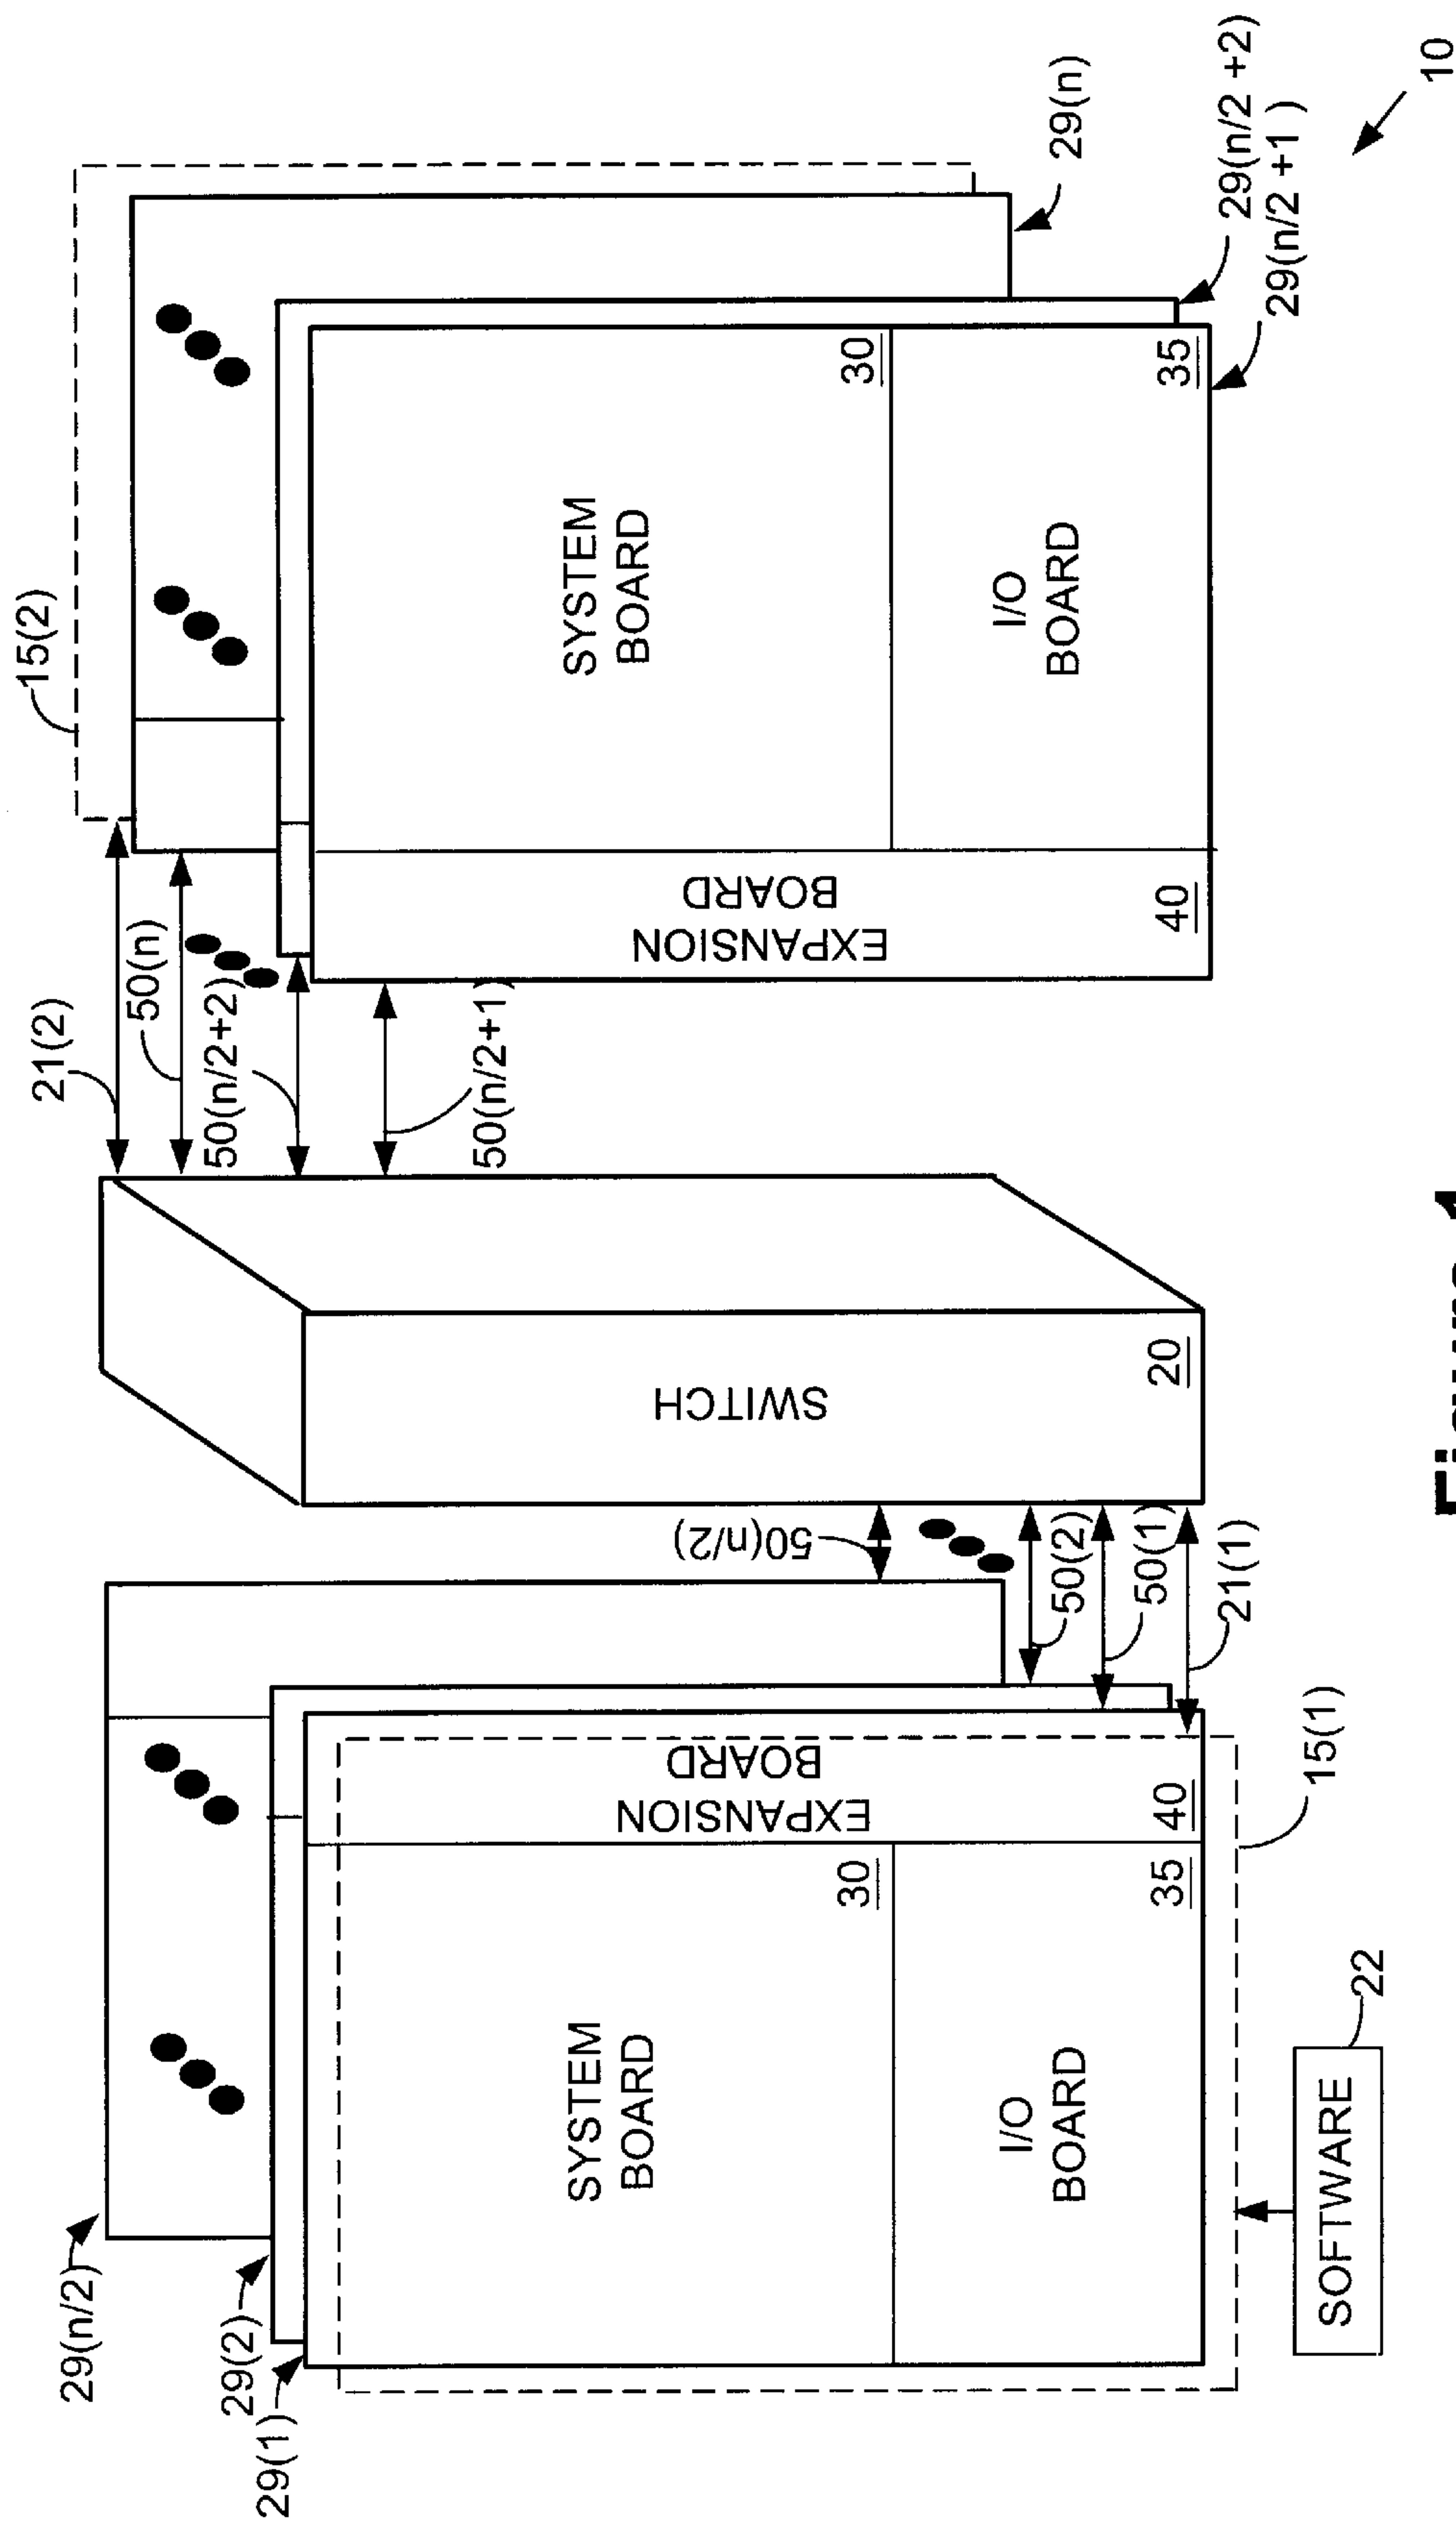 29(n/2)
29(2)
29(1)
SYSTEM
BOARD
30
I/O
BOARD
35
EXPANSION
BOARD
40
SOFTWARE
22
15(1)
50(n/2)
50(2)
50(1)
21(1)
SWITCH
20
21(2)
50(n)
50(n/2+2)
50(n/2+1)
15(2)
EXPANSION
BOARD
40
SYSTEM
BOARD
30
I/O
BOARD
35
29(n)
29(n/2 +2)
29(n/2 +1 )
10
Figure 1